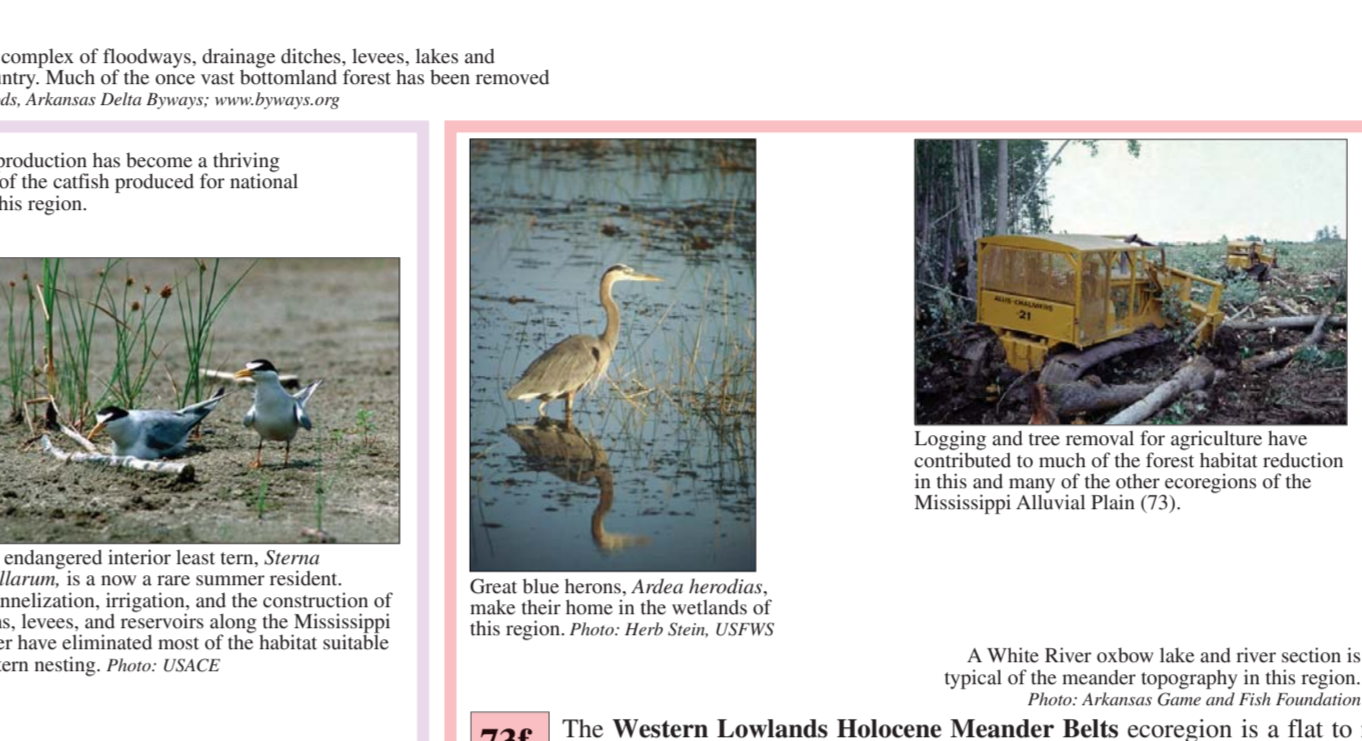 complex of floodways, drainage ditches, levees, lakes and
untry. Much of the once vast bottomland forest has been removed
ds, Arkansas Delta Byways; www.byways.org
production has become a thriving
of the catfish produced for national
his region.
endangered interior least tern, Sterna
llarum, is a now a rare summer resident.
nnelization, irrigation, and the construction of
s, levees, and reservoirs along the Mississippi
er have eliminated most of the habitat suitable
tern nesting. Photo: USACE
Great blue herons, Ardea herodias,
make their home in the wetlands of
this region. Photo: Herb Stein, USFWS
ALLIS-CHALMERS
-21
Logging and tree removal for agriculture have
contributed to much of the forest habitat reduction
in this and many of the other ecoregions of the
Mississippi Alluvial Plain (73).
A White River oxbow lake and river section is
typical of the meander topography in this region.
Photo: Arkansas Game and Fish Foundation
73f
The Western Lowlands Holocene Meander Belts ecoregion is a flat to